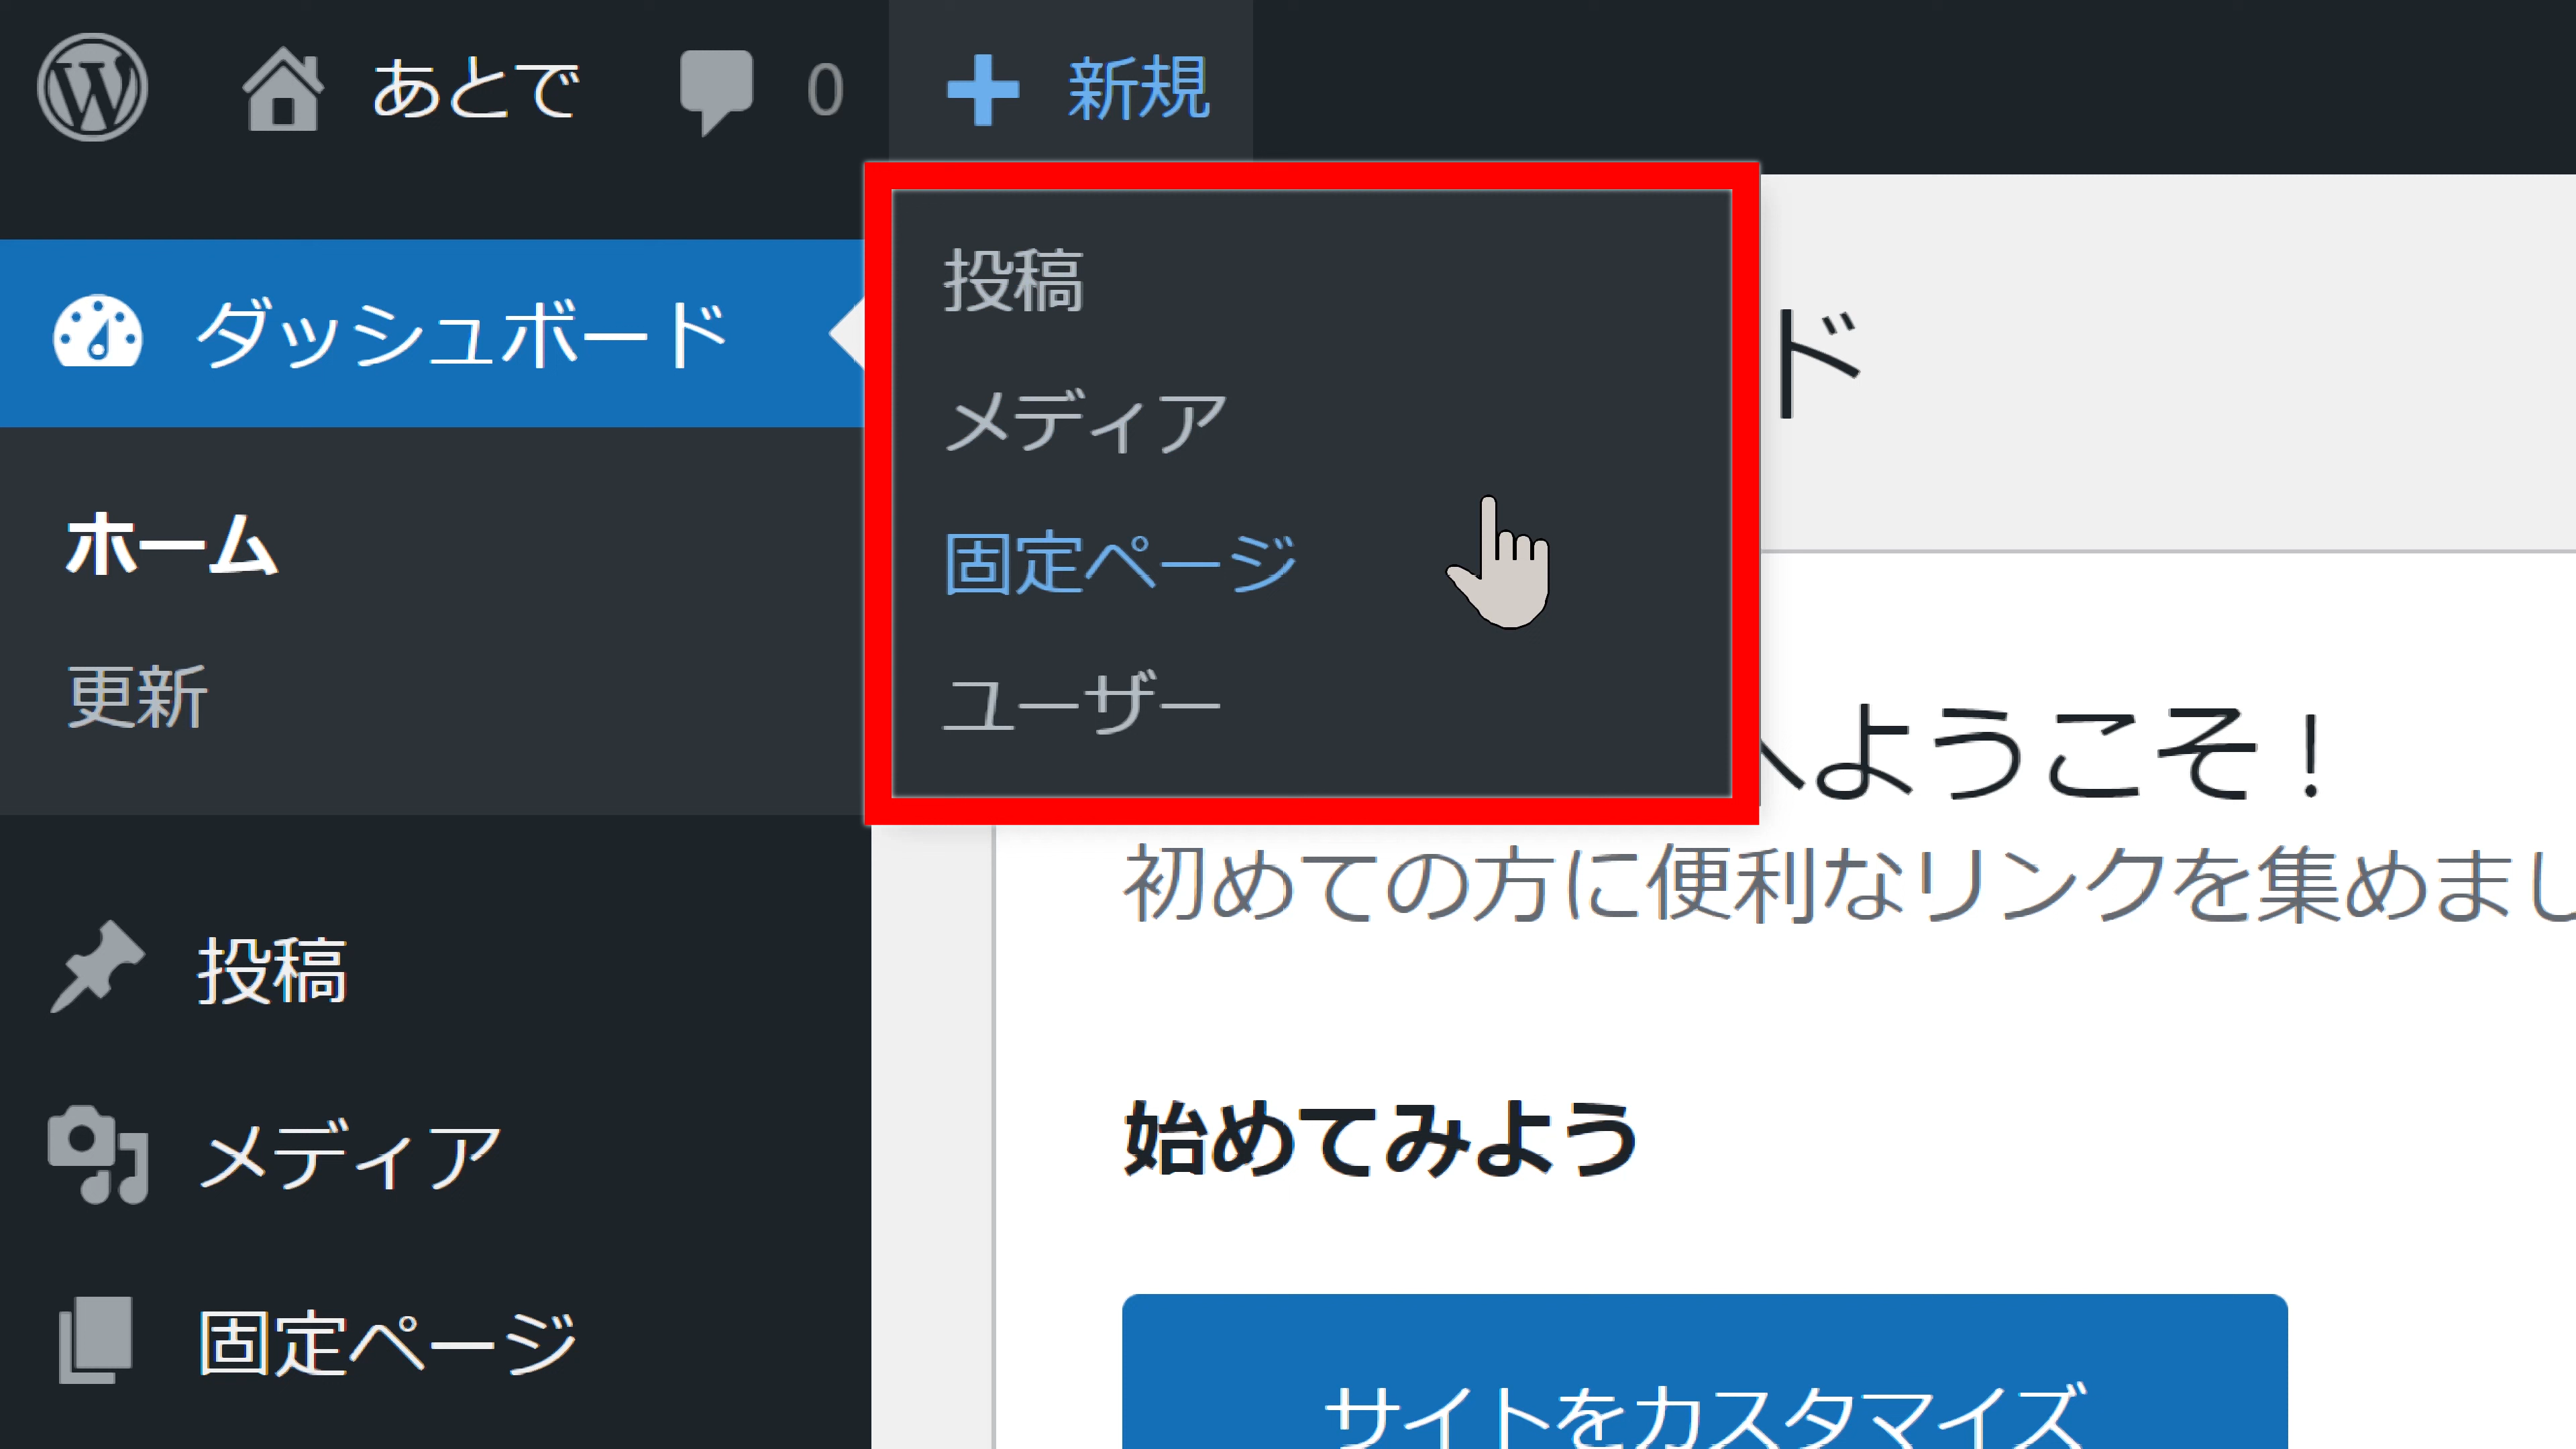 あとで 0 新規
ダッシュボード
ホーム
更新
投稿
メディア
固定ページ
投稿
メディア
固定ページ
ユーザー
ド
へようこそ !
初めての方に便利なリンクを集めまし
始めてみよう
サイトをカスタマイズ